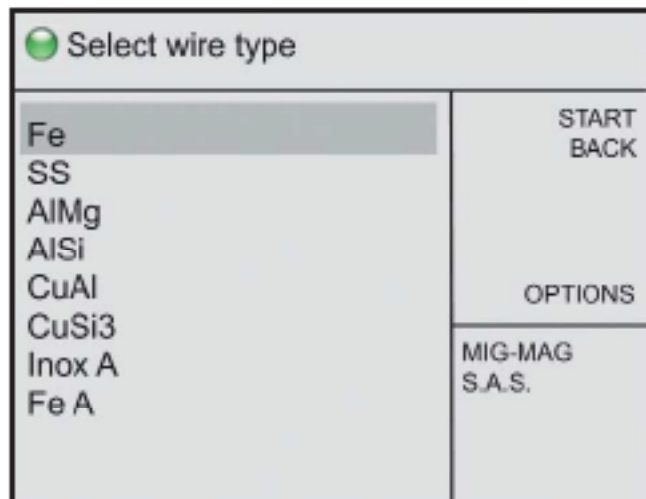 Select wire type
Fe
SS
AlMg
AlSi
CuAl
CuSi3
Inox A
Fe A
START
BACK
OPTIONS
MIG-MAG
S.A.S.